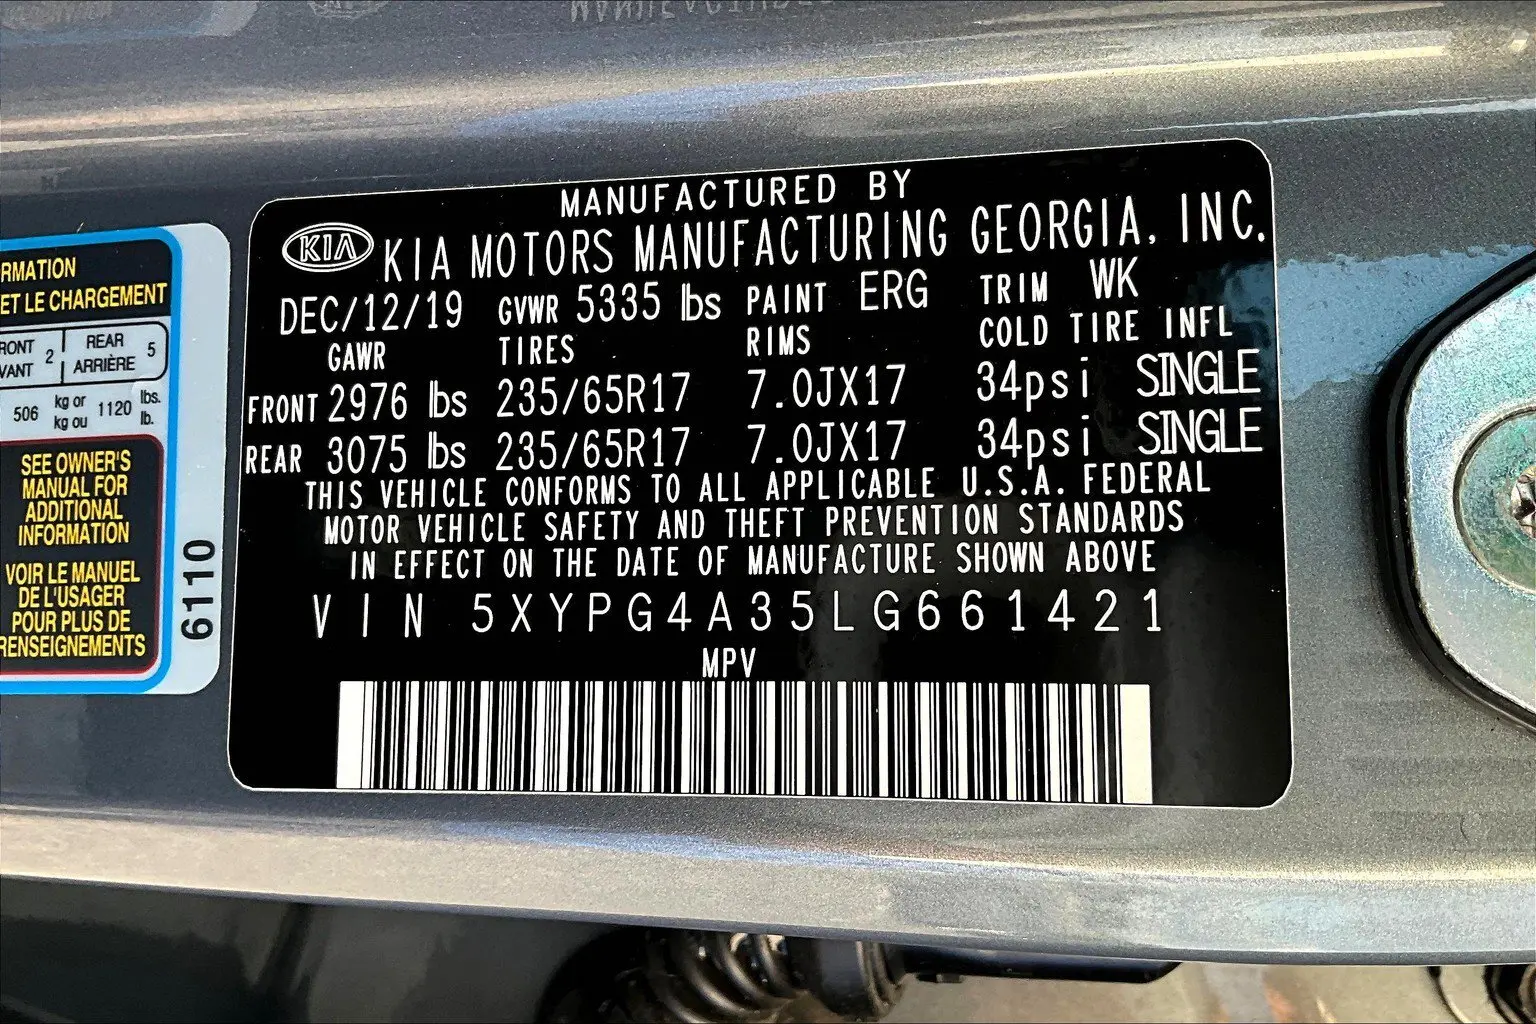 MANUFACTURED BY
KIA KIA MOTORS MANUFACTURING GEORGIA, INC.
DEC/12/19 GVWR 5335 lbs PAINT ERG TRIM WK
GAWR TIRES RIMS COLD TIRE INFL
FRONT 2976 lbs 235/65R17 7.0JX17 34psi SINGLE
REAR 3075 lbs 235/65R17 7.0JX17 34psi SINGLE
THIS VEHICLE CONFORMS TO ALL APPLICABLE U.S.A. FEDERAL
MOTOR VEHICLE SAFETY AND THEFT PREVENTION STANDARDS
IN EFFECT ON THE DATE OF MANUFACTURE SHOWN ABOVE
VIN 5XYPG4A35LG661421
MPV
RMATION
ET LE CHARGEMENT
RONT
VANT 2
REAR
ARRIÈRE 5
506 kg or
kg ou 1120 lbs.
lb.
SEE OWNER'S
MANUAL FOR
ADDITIONAL
INFORMATION
VOIR LE MANUEL
DE L'USAGER
POUR PLUS DE
RENSEIGNEMENTS
6110